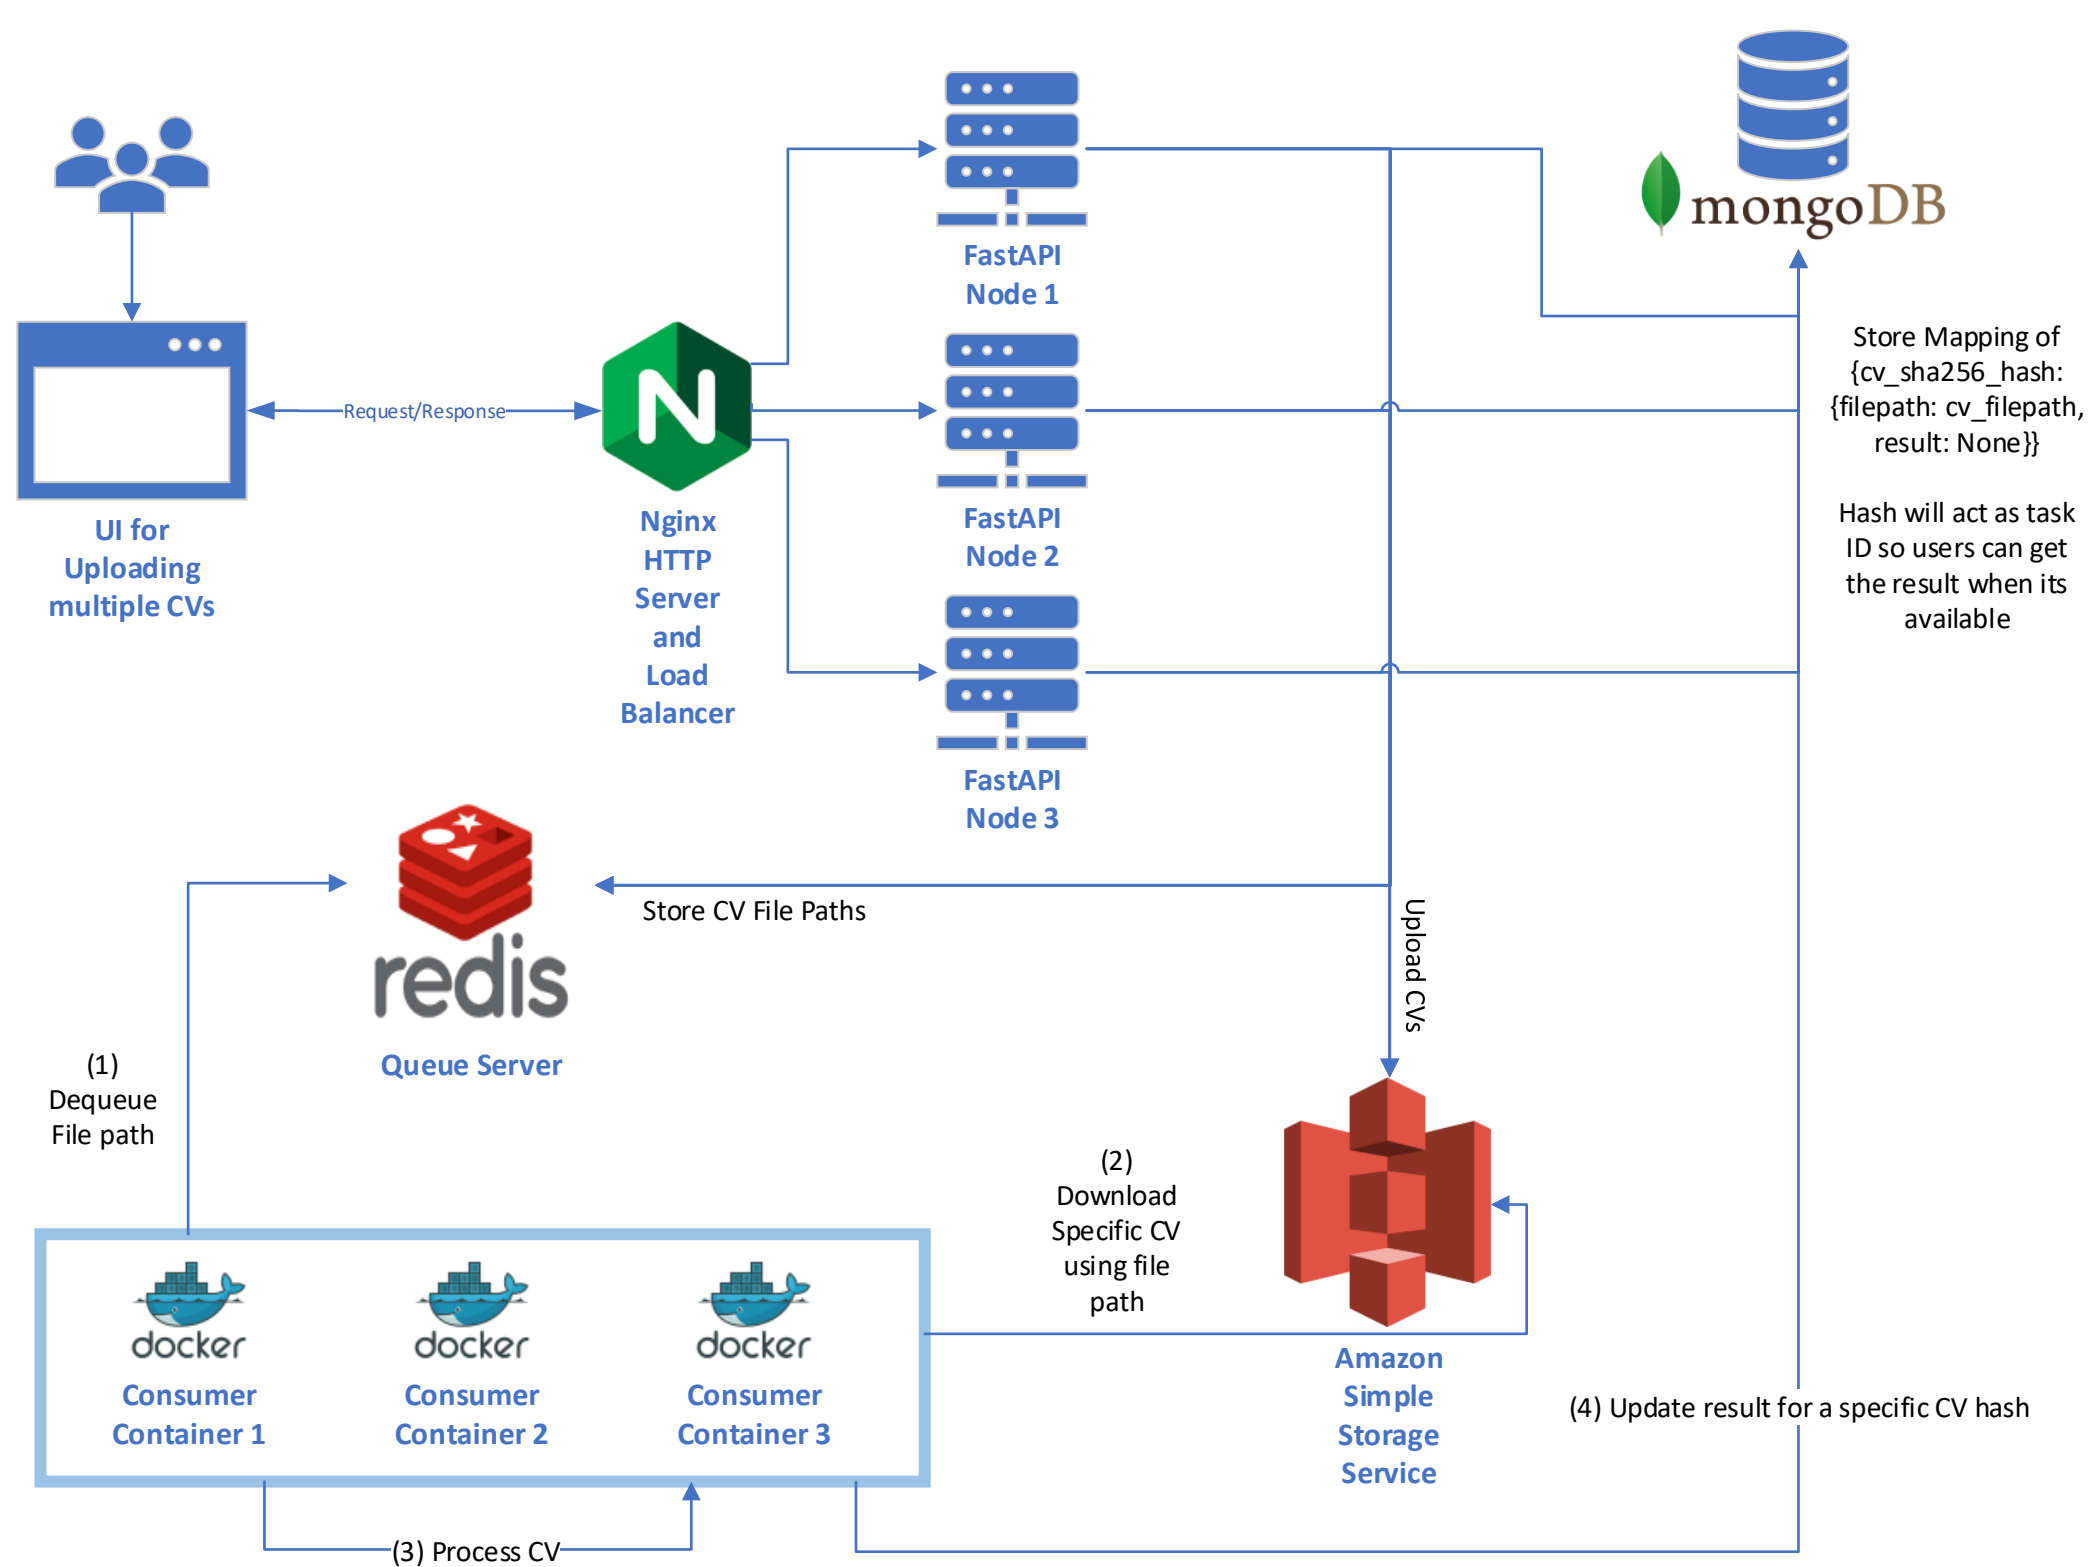 mongoDB
FastAPI
Node 1
Store Mapping of
{cv_sha256_hash:
{filepath: cv_filepath,
result: None}}
Hash will act as task
ID so users can get
the result when its
available
Request/Response
UI for
Uploading
multiple CVs
Nginx
HTTP
Server
and
Load
Balancer
N
FastAPI
Node 2
FastAPI
Node 3
redis
Queue Server
Store CV File Paths
Upload CVs
(1)
Dequeue
File path
(2)
Download
Specific CV
using file
path
docker
Consumer
Container 1
docker
Consumer
Container 2
docker
Consumer
Container 3
Amazon
Simple
Storage
Service
(4) Update result for a specific CV hash
(3) Process CV